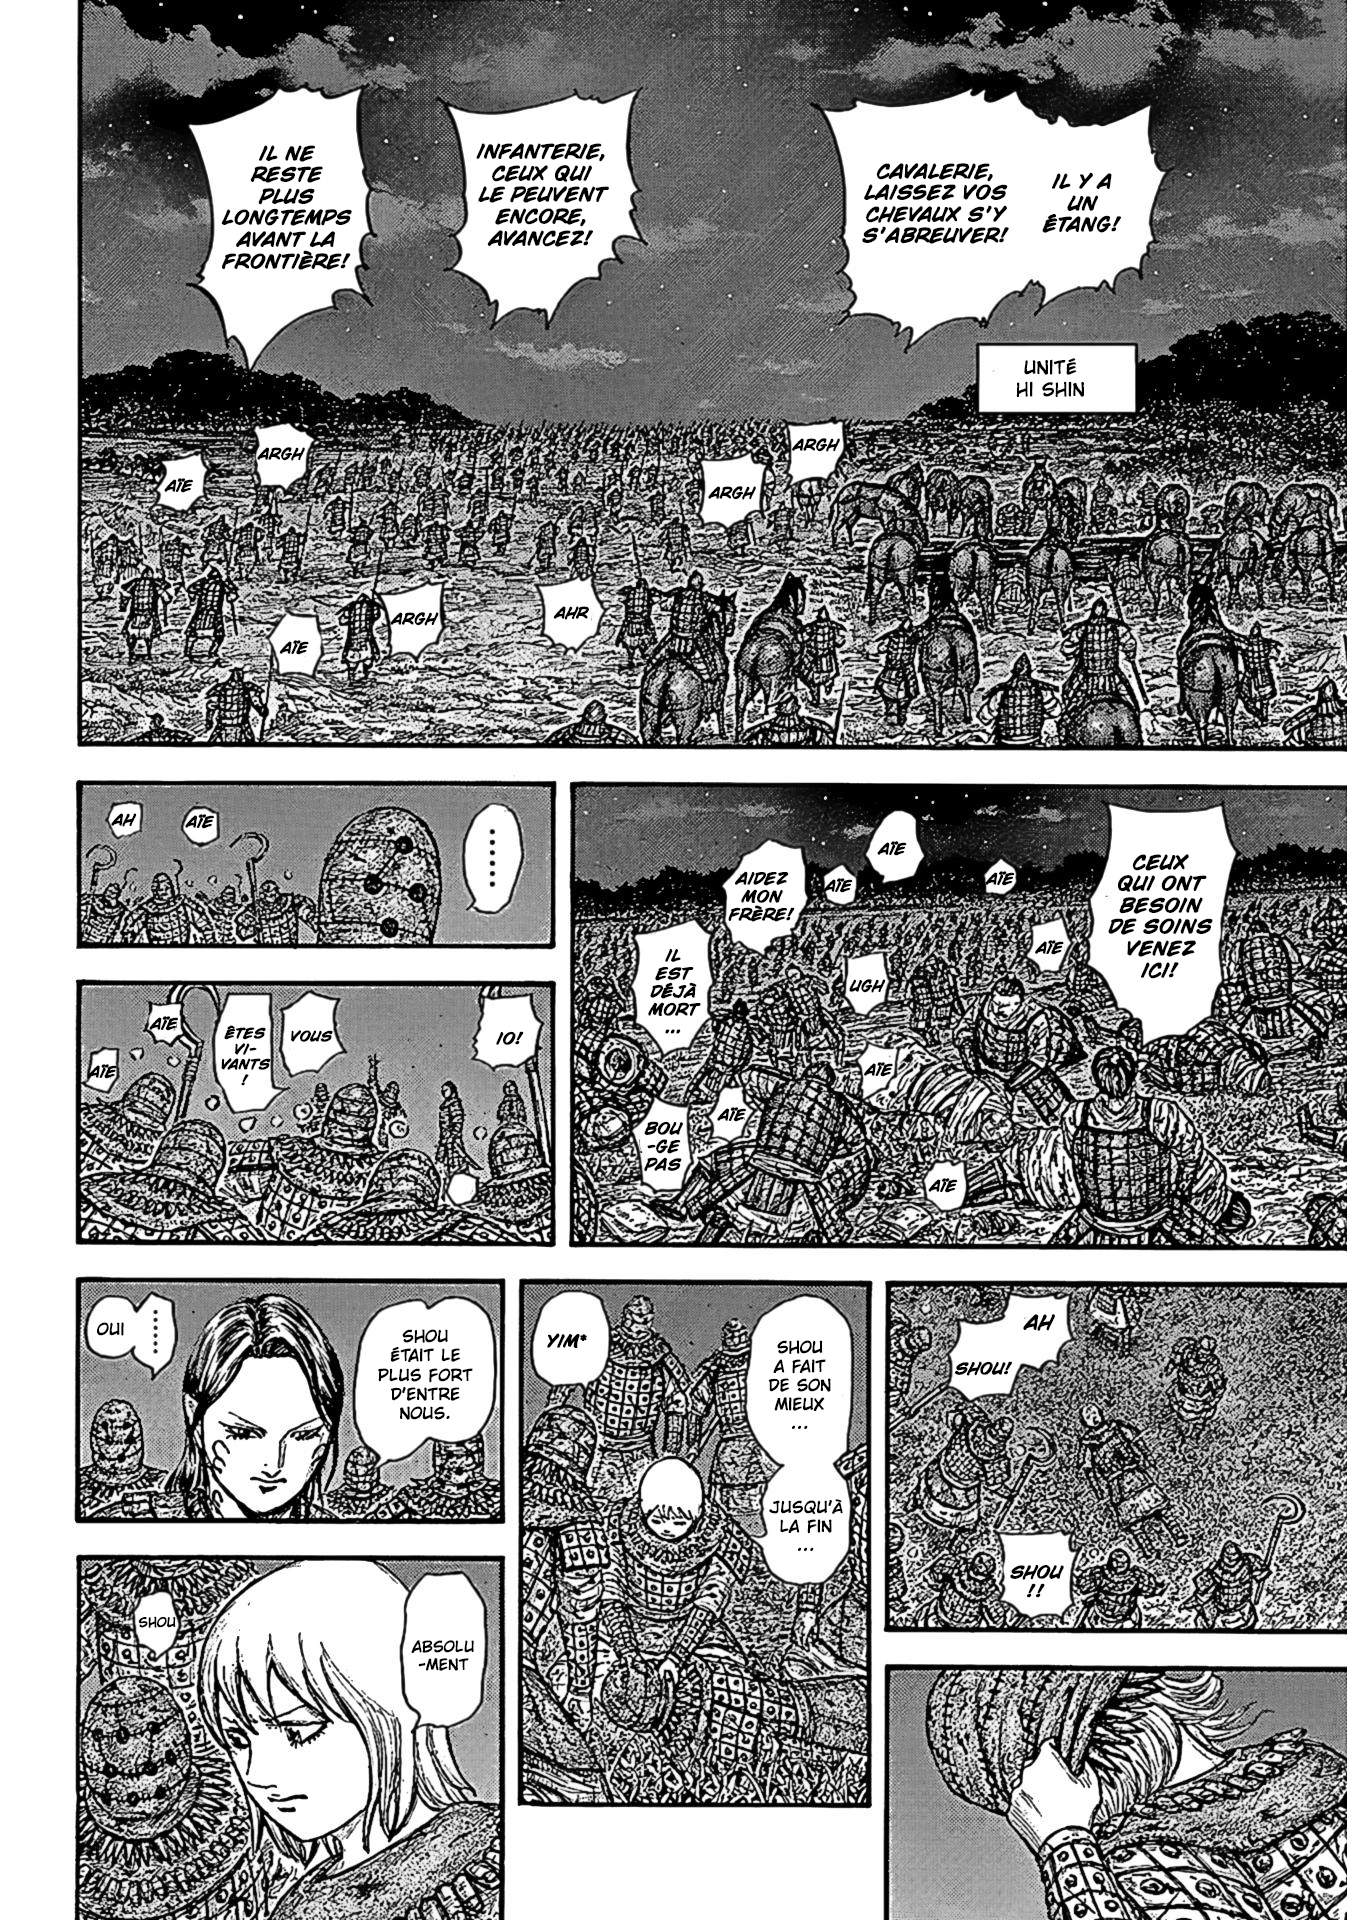 IL Y A
UN
ÉTANG!
CAVALERIE,
LAISSEZ VOS
CHEVAUX S'Y
S'ABREUVER!
INFANTERIE,
CEUX QUI
LE PEUVENT
ENCORE,
AVANCEZ!
IL NE
RESTE
PLUS
LONGTEMPS
AVANT LA
FRONTIÈRE!
UNITÉ
HI SHIN
ARGH
ARGH
ARGH
AÏE
AHR
ARGH
AÏE
CEUX
QUI ONT
BESOIN
DE SOINS
VENEZ
ICI!
AÏE
AÏE
AÏE
AIDEZ
MON
FRÈRE!
AÏE
UGH
IL
EST
DÉJÀ
MORT
...
AÏE
AÏE
BOU
-GE
PAS
AÏE
......
AÏE
AH
IO!
VOUS
ÊTES
VI-
VANTS
!
AÏE
AÏE
AH
SHOU!
SHOU
!!
SHOU
A FAIT
DE SON
MIEUX
...
JUSQU'À
LA FIN
...
YIM*
SHOU
ÉTAIT LE
PLUS FORT
D'ENTRE
NOUS.
......
OUI
ABSOLU
-MENT
SHOU